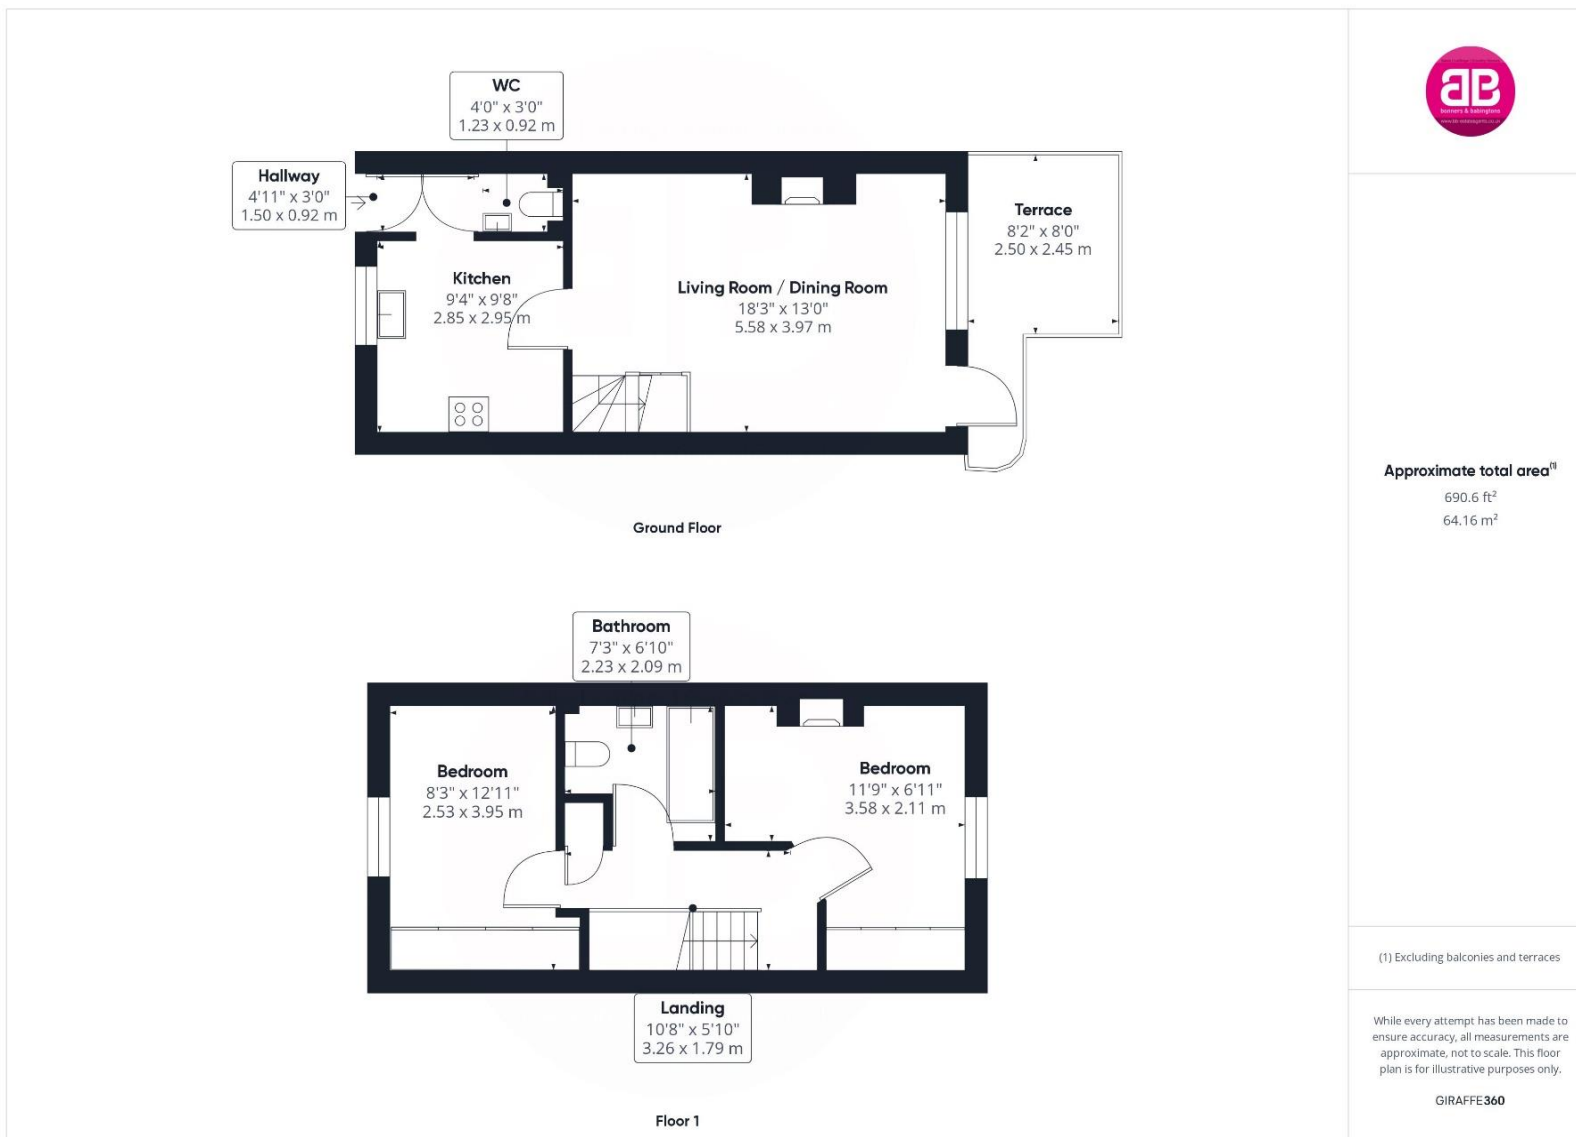 WC
4'0" x 3'0"
1.23 x 0.92 m
Hallway
4'11" x 3'0"
1.50 x 0.92 m
Kitchen
9'4" x 9'8"
2.85 x 2.95 m
Living Room / Dining Room
18'3" x 13'0"
5.58 x 3.97 m
Terrace
8'2" x 8'0"
2.50 x 2.45 m
Ground Floor
Bathroom
7'3" x 6'10"
2.23 x 2.09 m
Bedroom
8'3" x 12'11"
2.53 x 3.95 m
Bedroom
11'9" x 6'11"
3.58 x 2.11 m
Landing
10'8" x 5'10"
3.26 x 1.79 m
Floor 1
BB
bonners & babingtons
Approximate total area(1)
690.6 ft²
64.16 m²
(1) Excluding balconies and terraces
While every attempt has been made to
ensure accuracy, all measurements are
approximate, not to scale. This floor
plan is for illustrative purposes only.
GIRAFFE360